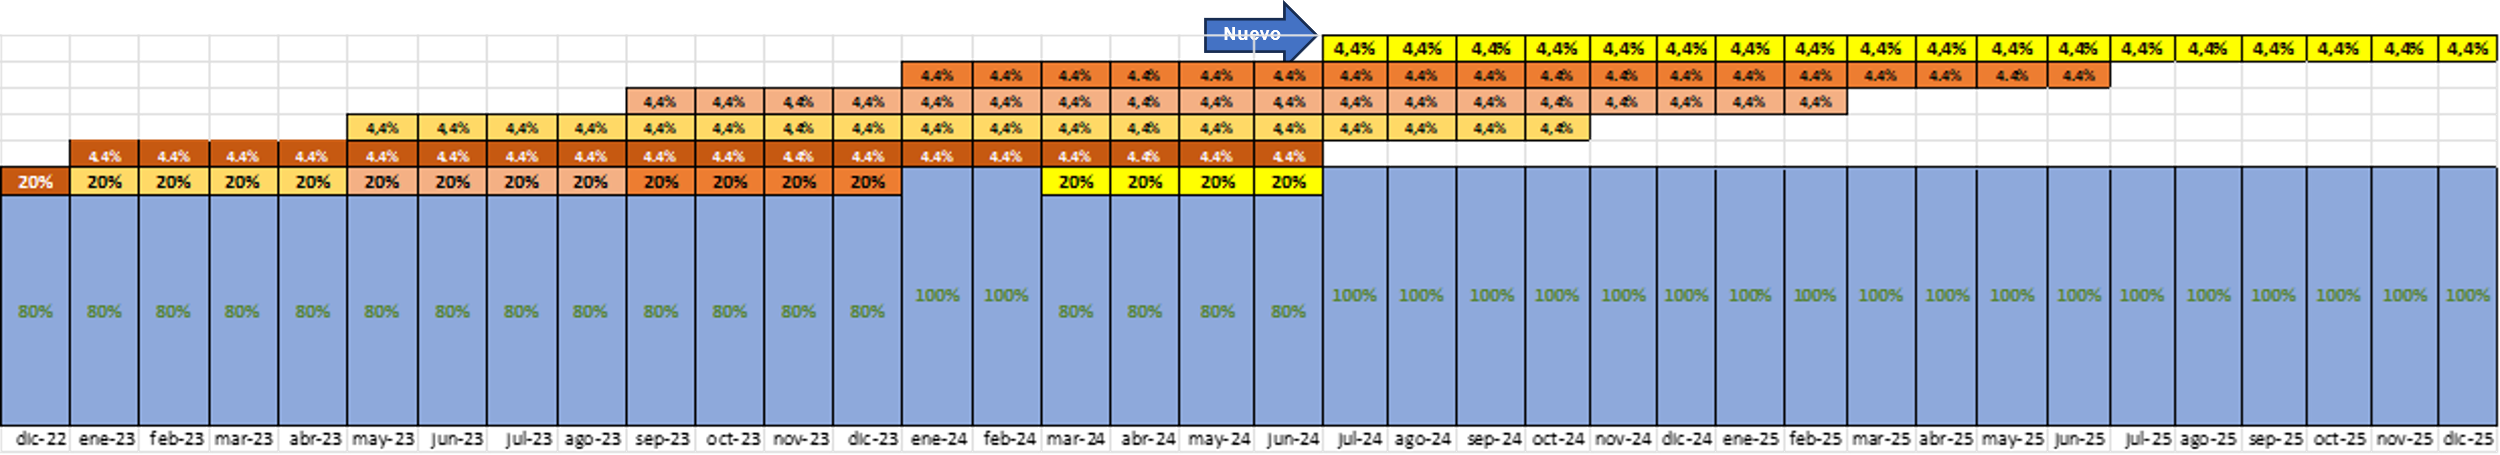 Nuevo
4,4% 4,4% 4,4% 4,4% 4,4% 4,4% 4,4% 4,4% 4,4% 4,4% 4,4% 4,4% 4,4% 4,4% 4,4% 4,4% 4,4% 4,4%
4.4% 4.4% 4.4% 4.4% 4.4% 4.4% 4.4% 4.4% 4.4% 4.4% 4.4% 4.4% 4.4% 4.4% 4.4% 4.4% 4.4% 4.4%
4,4% 4,4% 4,4% 4,4% 4,4% 4,4% 4,4% 4,4% 4,4% 4,4% 4,4% 4,4% 4,4% 4,4% 4,4% 4,4% 4,4% 4,4%
4,4% 4,4% 4,4% 4,4% 4,4% 4,4% 4,4% 4,4% 4,4% 4,4% 4,4% 4,4% 4,4% 4,4% 4,4% 4,4% 4,4% 4,4%
4.4% 4.4% 4.4% 4.4% 4.4% 4.4% 4.4% 4.4% 4.4% 4.4% 4.4% 4.4% 4.4% 4.4% 4.4% 4.4% 4.4% 4.4%
20% 20% 20% 20% 20% 20% 20% 20% 20% 20% 20% 20% 20% 20% 20% 20% 20%
100% 100% 100% 100% 100% 100% 100% 100% 100% 100% 100% 100% 100% 100% 100% 100% 100% 100% 100% 100%
80% 80% 80% 80% 80% 80% 80% 80% 80% 80% 80% 80% 80% 80% 80% 80% 80%
dic-22 ene-23 feb-23 mar-23 abr-23 may-23 jun-23 jul-23 ago-23 sep-23 oct-23 nov-23 dic-23 ene-24 feb-24 mar-24 abr-24 may-24 jun-24 jul-24 ago-24 sep-24 oct-24 nov-24 dic-24 ene-25 feb-25 mar-25 abr-25 may-25 jun-25 jul-25 ago-25 sep-25 oct-25 nov-25 dic-25